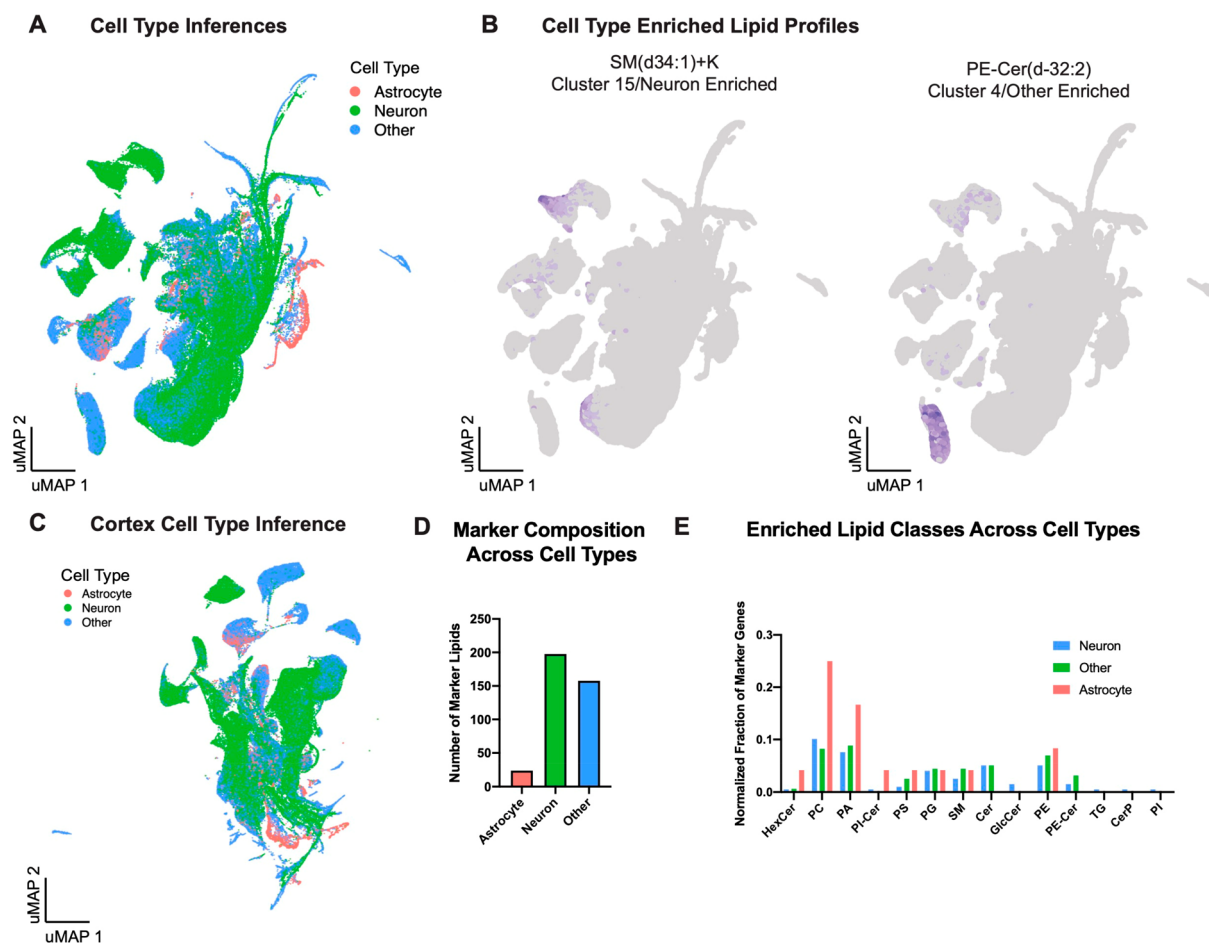 A Cell Type Inferences
Cell Type
Astrocyte
Neuron
Other
uMAP 2
uMAP 1
B Cell Type Enriched Lipid Profiles
SM(d34:1)+K
Cluster 15/Neuron Enriched
uMAP 2
uMAP 1
PE-Cer(d-32:2)
Cluster 4/Other Enriched
uMAP 2
uMAP 1
C Cortex Cell Type Inference
Cell Type
Astrocyte
Neuron
Other
uMAP 2
uMAP 1
D Marker Composition
Across Cell Types
Number of Marker Lipids
250
200
150
100
50
0
Astrocyte
Neuron
Other
E Enriched Lipid Classes Across Cell Types
Normalized Fraction of Marker Genes
0.3
0.2
0.1
0.0
Neuron
Other
Astrocyte
HexCer
PC
PA
PI-Cer
PS
PG
SM
Cer
GlcCer
PE
PE-Cer
TG
CerP
PI